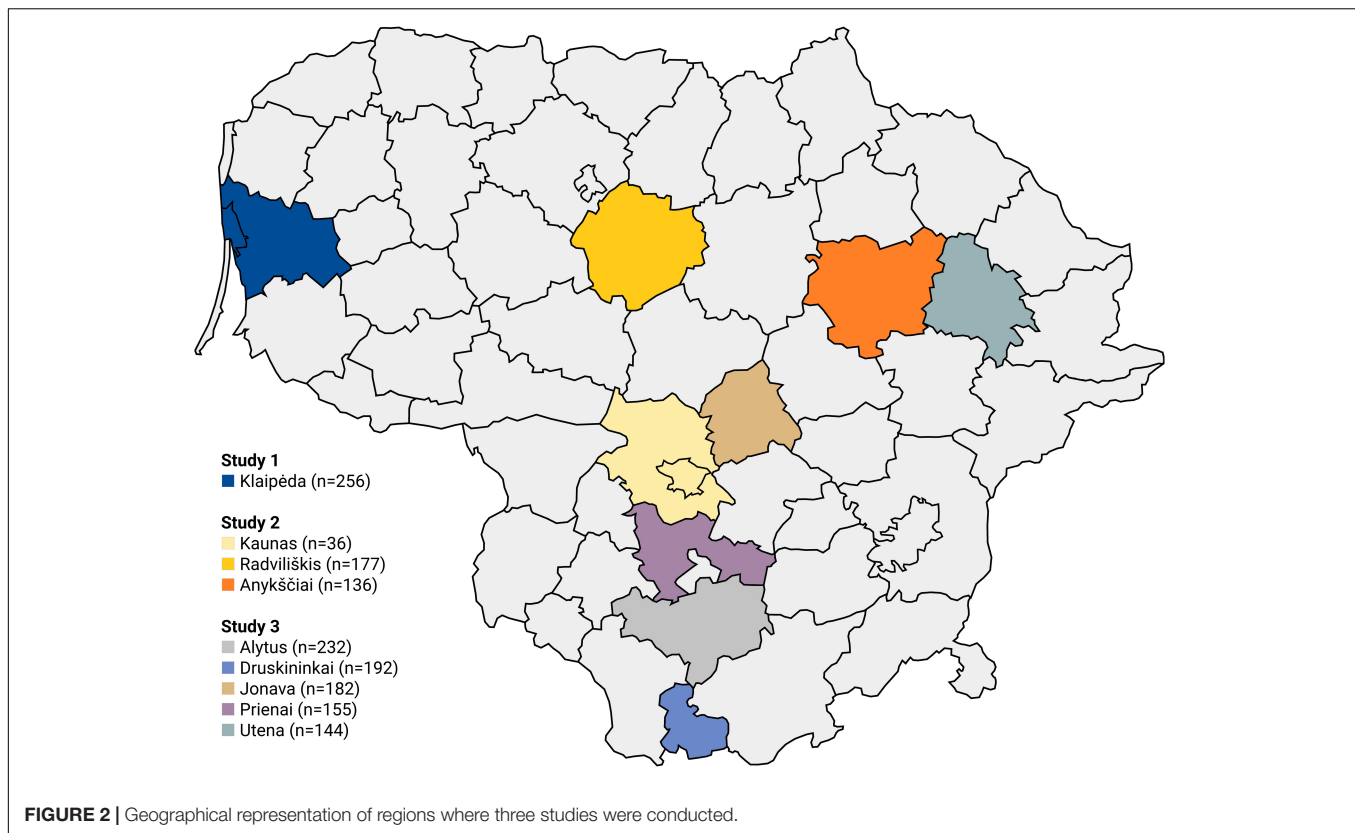 Study 1
Klaipėda (n=256)
Study 2
Kaunas (n=36)
Radviliškis (n=177)
Anykščiai (n=136)
Study 3
Alytus (n=232)
Druskininkai (n=192)
Jonava (n=182)
Prienai (n=155)
Utena (n=144)
FIGURE 2 | Geographical representation of regions where three studies were conducted.